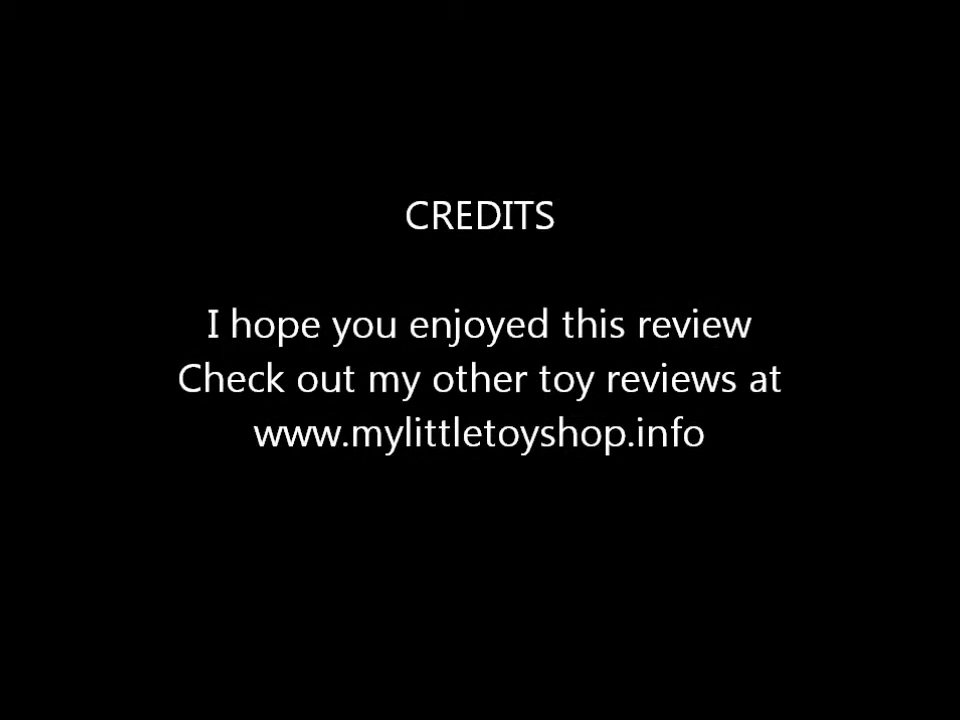 CREDITS
I hope you enjoyed this review
Check out my other toy reviews at
www.mylittletoyshop.info